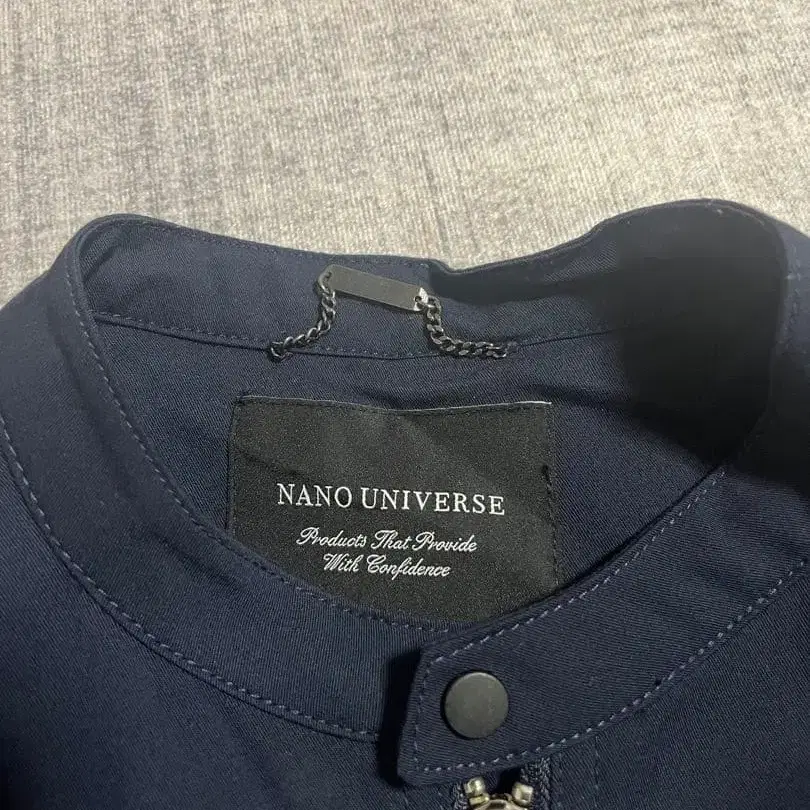 NANO UNIVERSE
Products That Provide
With Confidence